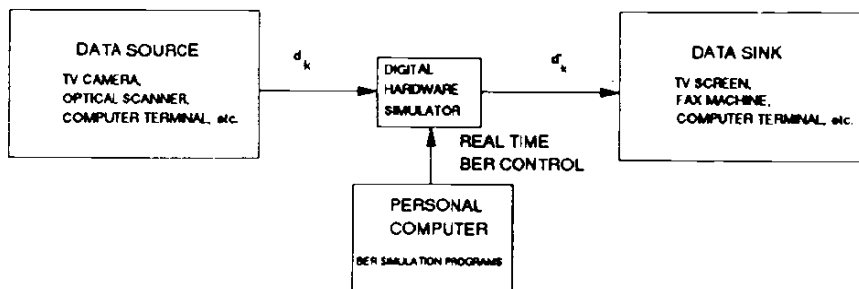 DATA SOURCE
TV CAMERA,
OPTICAL SCANNER,
COMPUTER TERMINAL, etc.
d k
DIGITAL
HARDWARE
SIMULATOR
d̃ k
DATA SINK
TV SCREEN,
FAX MACHINE,
COMPUTER TERMINAL, etc.
REAL TIME
BER CONTROL
PERSONAL
COMPUTER
BER SIMULATION PROGRAMS